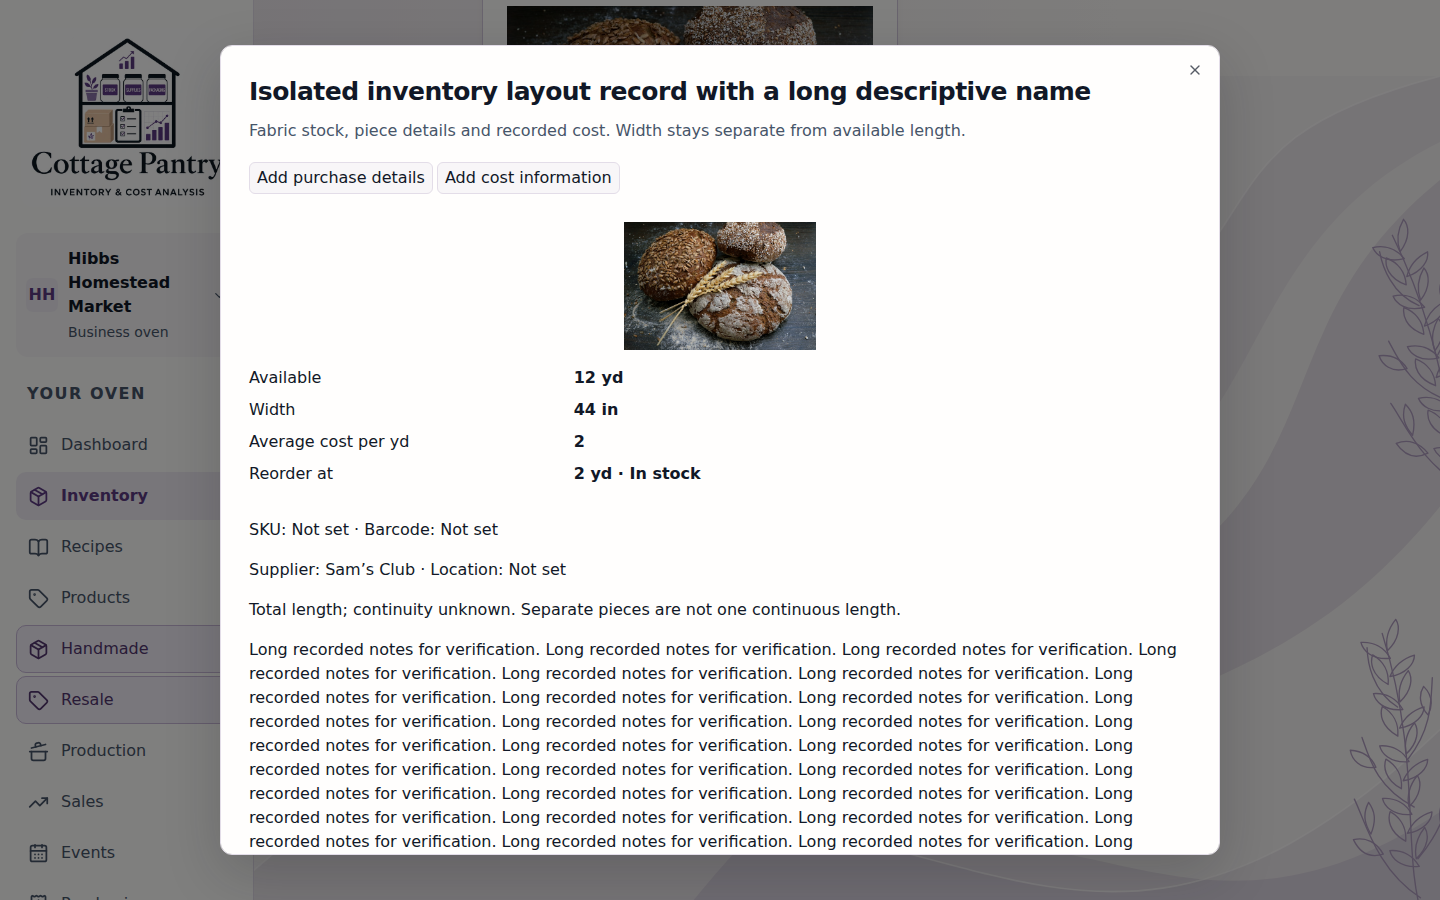 Cottage Pantry
INVENTORY & COST ANALYSIS
HH
Hibbs
Homestead
Market
Business oven
YOUR OVEN
Dashboard
Inventory
Recipes
Products
Handmade
Resale
Production
Sales
Events
Isolated inventory layout record with a long descriptive name
Fabric stock, piece details and recorded cost. Width stays separate from available length.
Add purchase details
Add cost information
Available 12 yd
Width 44 in
Average cost per yd 2
Reorder at 2 yd · In stock
SKU: Not set · Barcode: Not set
Supplier: Sam’s Club · Location: Not set
Total length; continuity unknown. Separate pieces are not one continuous length.
Long recorded notes for verification. Long recorded notes for verification. Long recorded notes for verification. Long
recorded notes for verification. Long recorded notes for verification. Long recorded notes for verification. Long
recorded notes for verification. Long recorded notes for verification. Long recorded notes for verification. Long
recorded notes for verification. Long recorded notes for verification. Long recorded notes for verification. Long
recorded notes for verification. Long recorded notes for verification. Long recorded notes for verification. Long
recorded notes for verification. Long recorded notes for verification. Long recorded notes for verification. Long
recorded notes for verification. Long recorded notes for verification. Long recorded notes for verification. Long
recorded notes for verification. Long recorded notes for verification. Long recorded notes for verification. Long
recorded notes for verification. Long recorded notes for verification. Long recorded notes for verification. Long